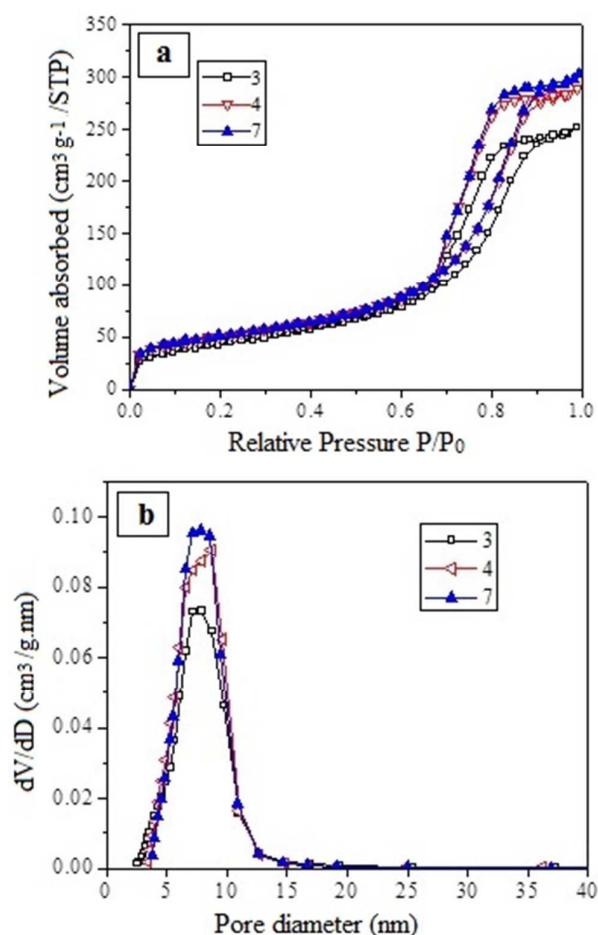 a
3
4
7
350
300
250
200
150
100
50
0
Volume absorbed (cm3 g-1 /STP)
0.0 0.2 0.4 0.6 0.8 1.0
Relative Pressure P/P0
b
3
4
7
0.10
0.08
0.06
0.04
0.02
0.00
dV/dD (cm3 /g.nm)
0 5 10 15 20 25 30 35 40
Pore diameter (nm)